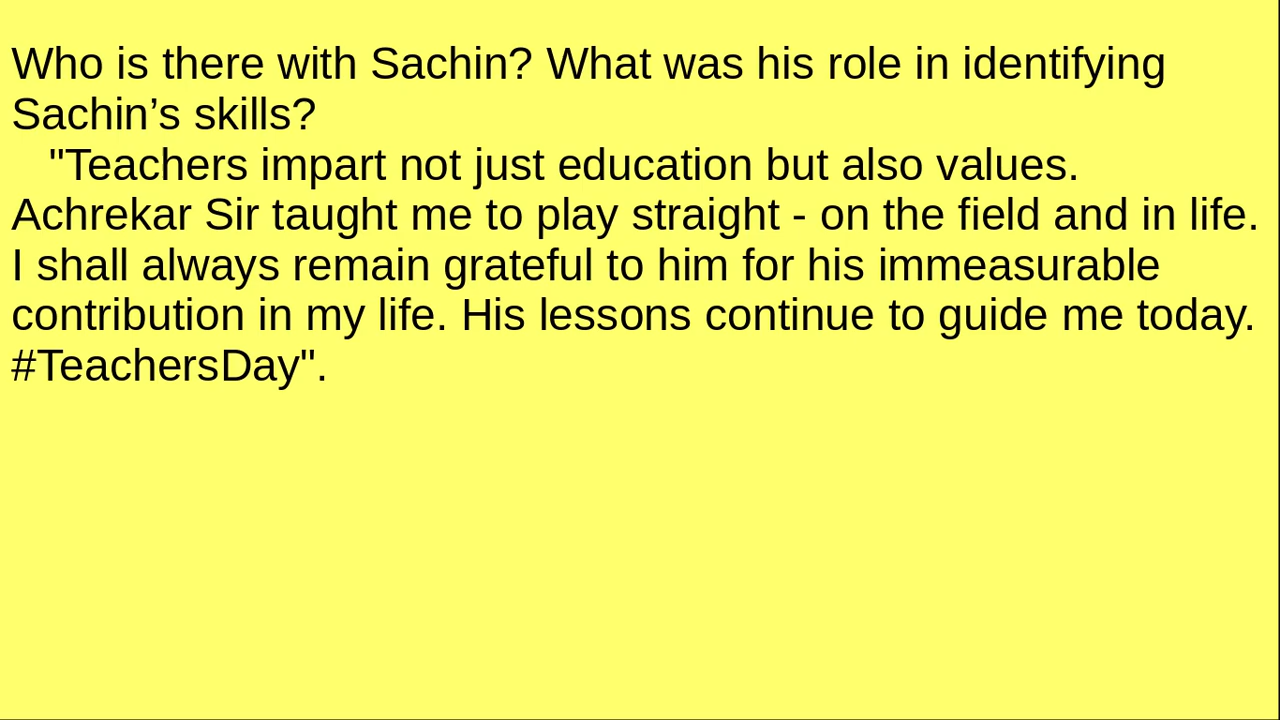 Who is there with Sachin? What was his role in identifying
Sachin’s skills?
"Teachers impart not just education but also values.
Achrekar Sir taught me to play straight - on the field and in life.
I shall always remain grateful to him for his immeasurable
contribution in my life. His lessons continue to guide me today.
#TeachersDay".